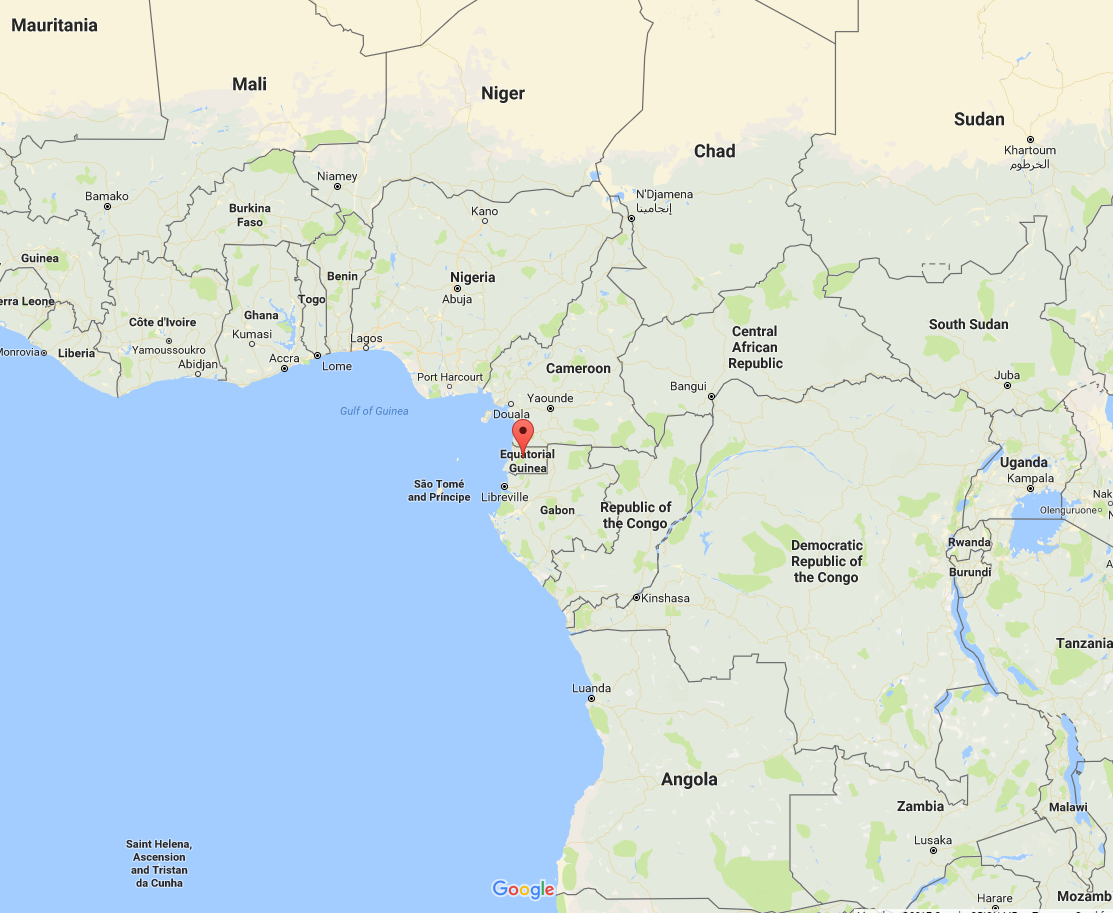 Mauritania
Mali
Niger
Sudan
Chad
Khartoum
الخرطوم
Niamey
Bamako
N'Djamena
إنجامينا
Kano
Burkina
Faso
Guinea
Benin
Nigeria
Abuja
erra Leone
Togo
Ghana
Côte d'Ivoire
Kumasi
Yamoussoukro
Lagos
Monrovia
Liberia
Abidjan
Accra
Lome
Central
African
Republic
South Sudan
Cameroon
Port Harcourt
Bangui
Juba
Yaounde
Gulf of Guinea
Douala
Equatorial
Guinea
Uganda
Kampala
São Tomé
and Príncipe
Libreville
Gabon
Republic of
the Congo
Nak
Olenguruone
N
Democratic
Republic of
the Congo
Rwanda
Burundi
A
Kinshasa
Tanzania
Luanda
Angola
Zambia
Malawi
Lusaka
Saint Helena,
Ascension
and Tristan
da Cunha
Google
Harare
Mozamb